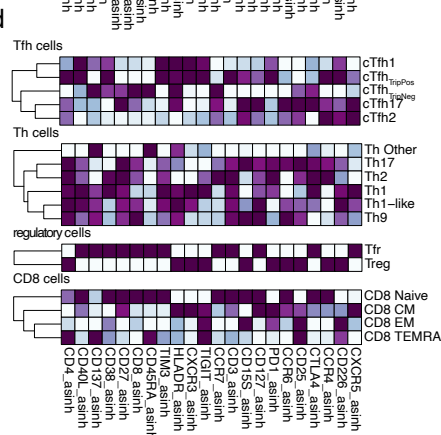 d
Tfh cells
cTfh1
cTfhTripPos
cTfhTripNeg
cTfh17
cTfh2
Th cells
Th Other
Th17
Th2
Th1
Th1-like
Th9
regulatory cells
Tfr
Treg
CD8 cells
CD8 Naive
CD8 CM
CD8 EM
CD8 TEMRA
CD4_asinh
CD40L_asinh
CD137_asinh
CD38_asinh
CD27_asinh
CD8_asinh
CD45RA_asinh
TIM3_asinh
HLADR_asinh
CXCR3_asinh
TIGIT_asinh
CCR7_asinh
CD3_asinh
CD15S_asinh
CD127_asinh
PD1_asinh
CCR6_asinh
CD25_asinh
CTLA4_asinh
CCR4_asinh
CD226_asinh
CXCR5_asinh